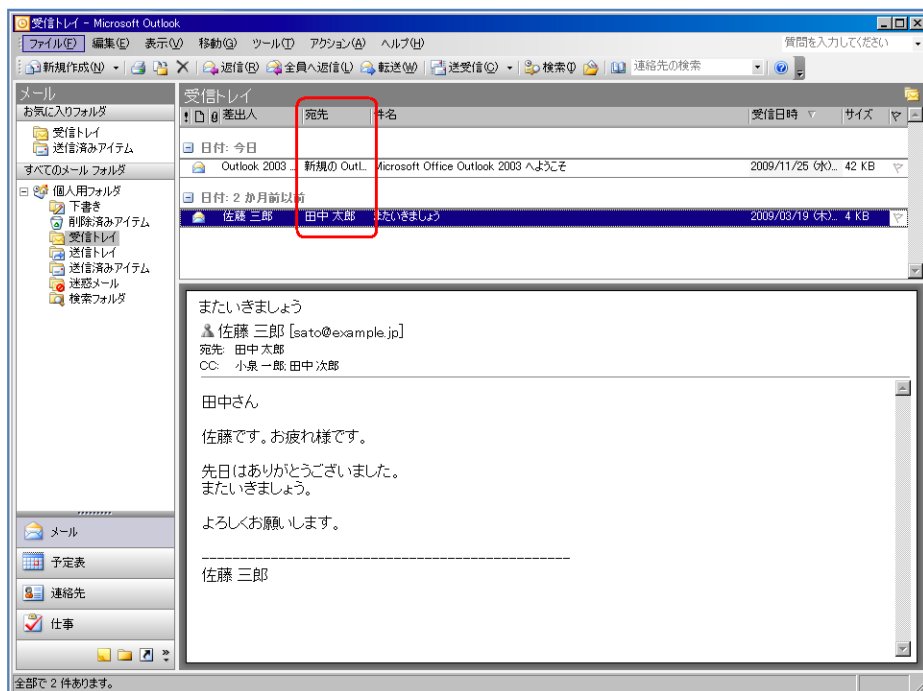 受信トレイ - Microsoft Outlook
ファイル(F) 編集(E) 表示(V) 移動(G) ツール(T) アクション(A) ヘルプ(H) 質問を入力してください
新規作成(N) 返信(R) 全員へ返信(L) 転送(W) 送受信(C) 検索(I) 連絡先の検索
メール
お気に入りフォルダ
受信トレイ
送信済みアイテム
すべてのメール フォルダ
個人用フォルダ
下書き
削除済みアイテム
受信トレイ
送信トレイ
送信済みアイテム
迷惑メール
検索フォルダ
メール
予定表
連絡先
仕事
受信トレイ
差出人 宛先 件名 受信日時 サイズ
日付: 今日
Outlook 2003 ... 新規の Outl... Microsoft Office Outlook 2003 へようこそ 2009/11/25 (水)... 42 KB
日付: 2 か月前以前
佐藤 三郎 田中 太郎 またいきましょう 2009/03/19 (木)... 4 KB
またいきましょう
佐藤 三郎 [sato@example.jp]
宛先: 田中 太郎
CC: 小泉 一郎; 田中 次郎
田中さん
佐藤です。お疲れ様です。
先日はありがとうございました。
またいきましょう。
よろしくお願いします。
------------------------------------------------
佐藤 三郎
全部で 2 件あります。